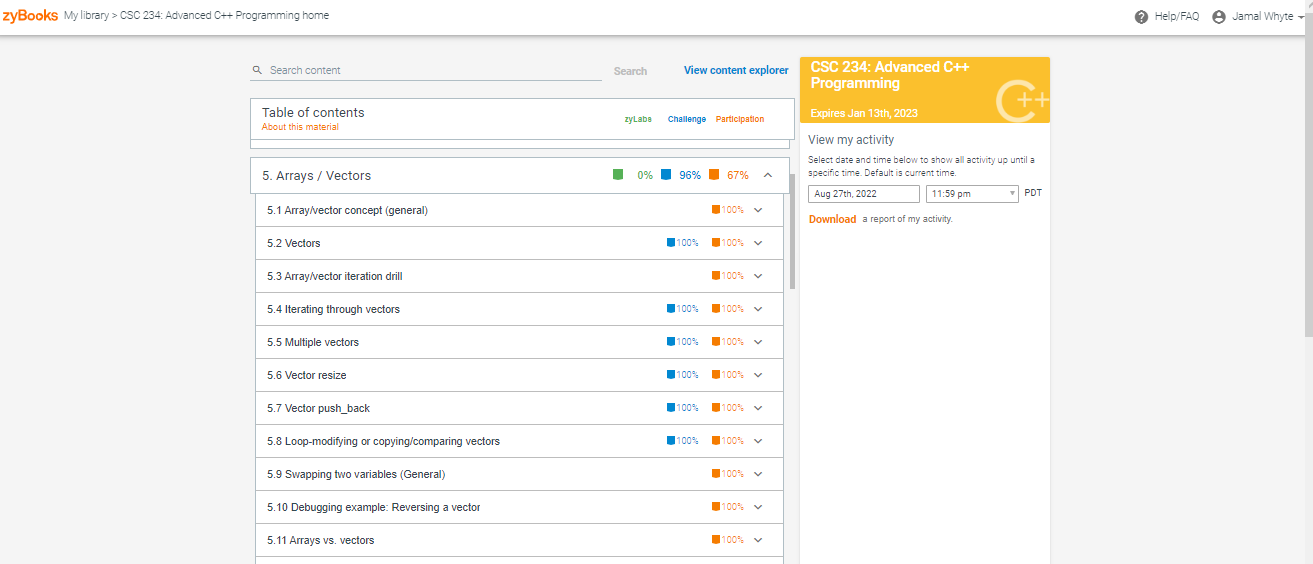 zyBooks My library > CSC 234: Advanced C++ Programming home
Help/FAQ Jamal Whyte
Search content Search View content explorer
Table of contents
About this material
zyLabs Challenge Participation
5. Arrays / Vectors 0% 96% 67%
5.1 Array/vector concept (general) 100%
5.2 Vectors 100% 100%
5.3 Array/vector iteration drill 100%
5.4 Iterating through vectors 100% 100%
5.5 Multiple vectors 100% 100%
5.6 Vector resize 100% 100%
5.7 Vector push_back 100% 100%
5.8 Loop-modifying or copying/comparing vectors 100% 100%
5.9 Swapping two variables (General) 100%
5.10 Debugging example: Reversing a vector 100%
5.11 Arrays vs. vectors 100%
CSC 234: Advanced C++
Programming
Expires Jan 13th, 2023
C++
View my activity
Select date and time below to show all activity up until a
specific time. Default is current time.
Aug 27th, 2022 11:59 pm PDT
Download a report of my activity.